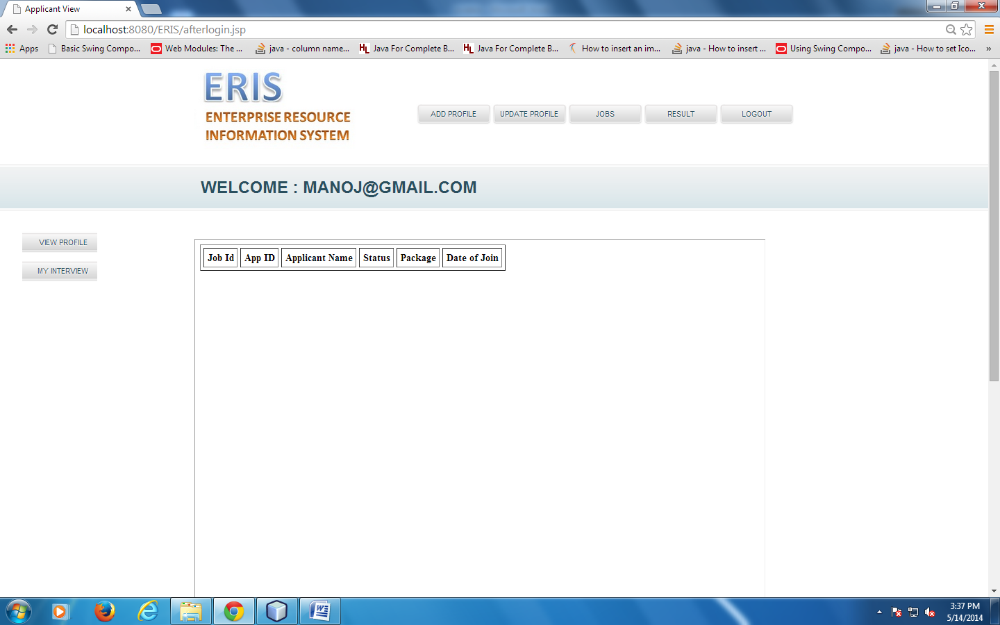 Applicant View
localhost:8080/ERIS/afterlogin.jsp
Apps Basic Swing Compo... Web Modules: The ... java - column name... Java For Complete B... Java For Complete B... How to insert an im... java - How to insert ... Using Swing Compo... java - How to set Ico... »
ERIS
ENTERPRISE RESOURCE
INFORMATION SYSTEM
ADD PROFILE UPDATE PROFILE JOBS RESULT LOGOUT
WELCOME : MANOJ@GMAIL.COM
VIEW PROFILE
MY INTERVIEW
Job Id App ID Applicant Name Status Package Date of Join
3:37 PM
5/14/2014